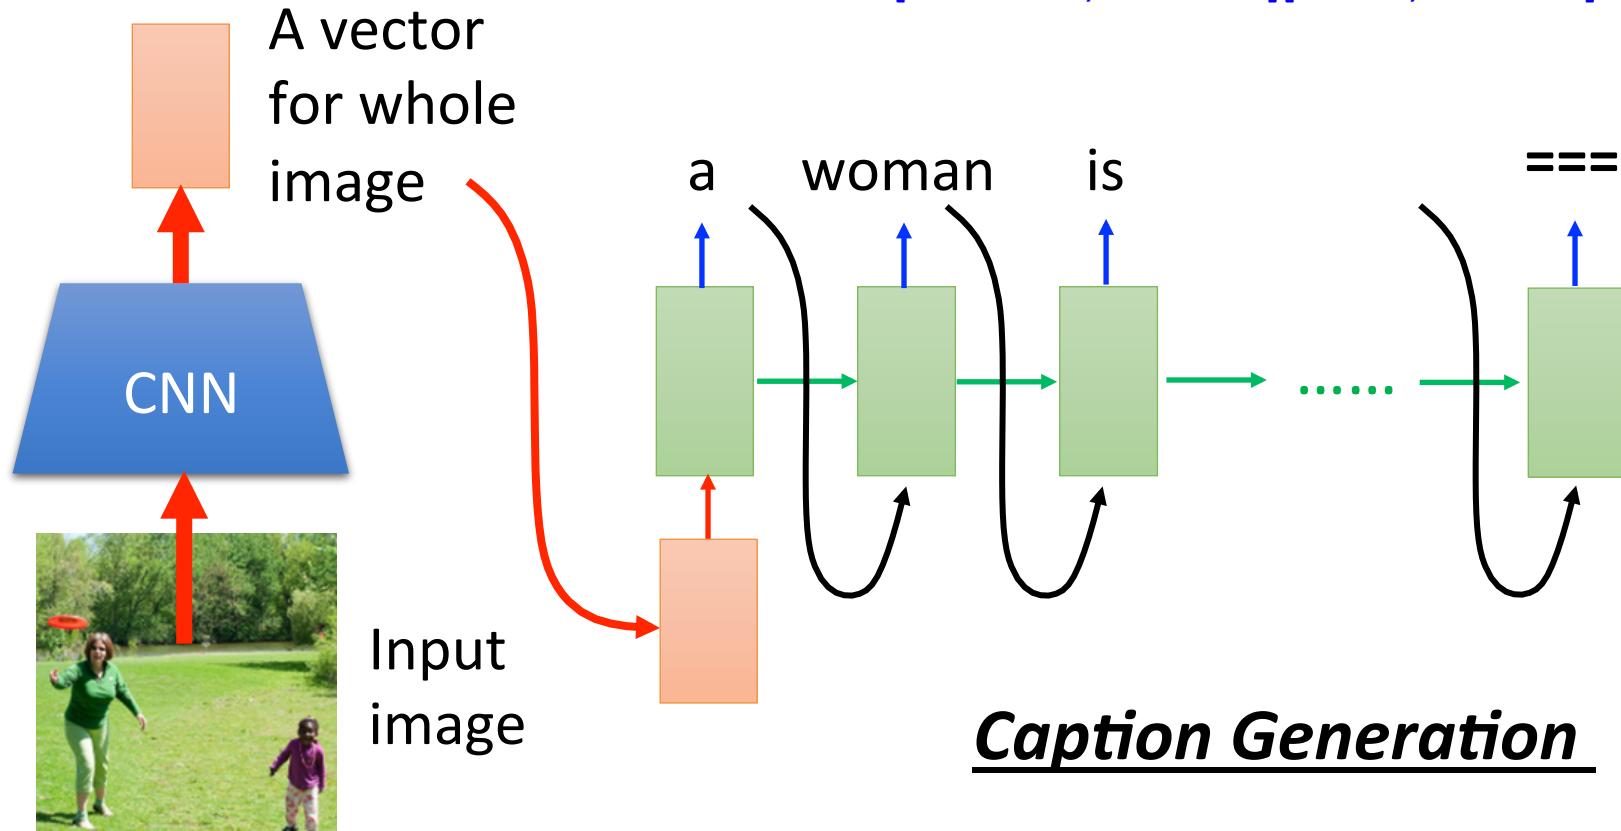 A vector
for whole
image
a woman is ===
CNN
......
Input
image
Caption Generation